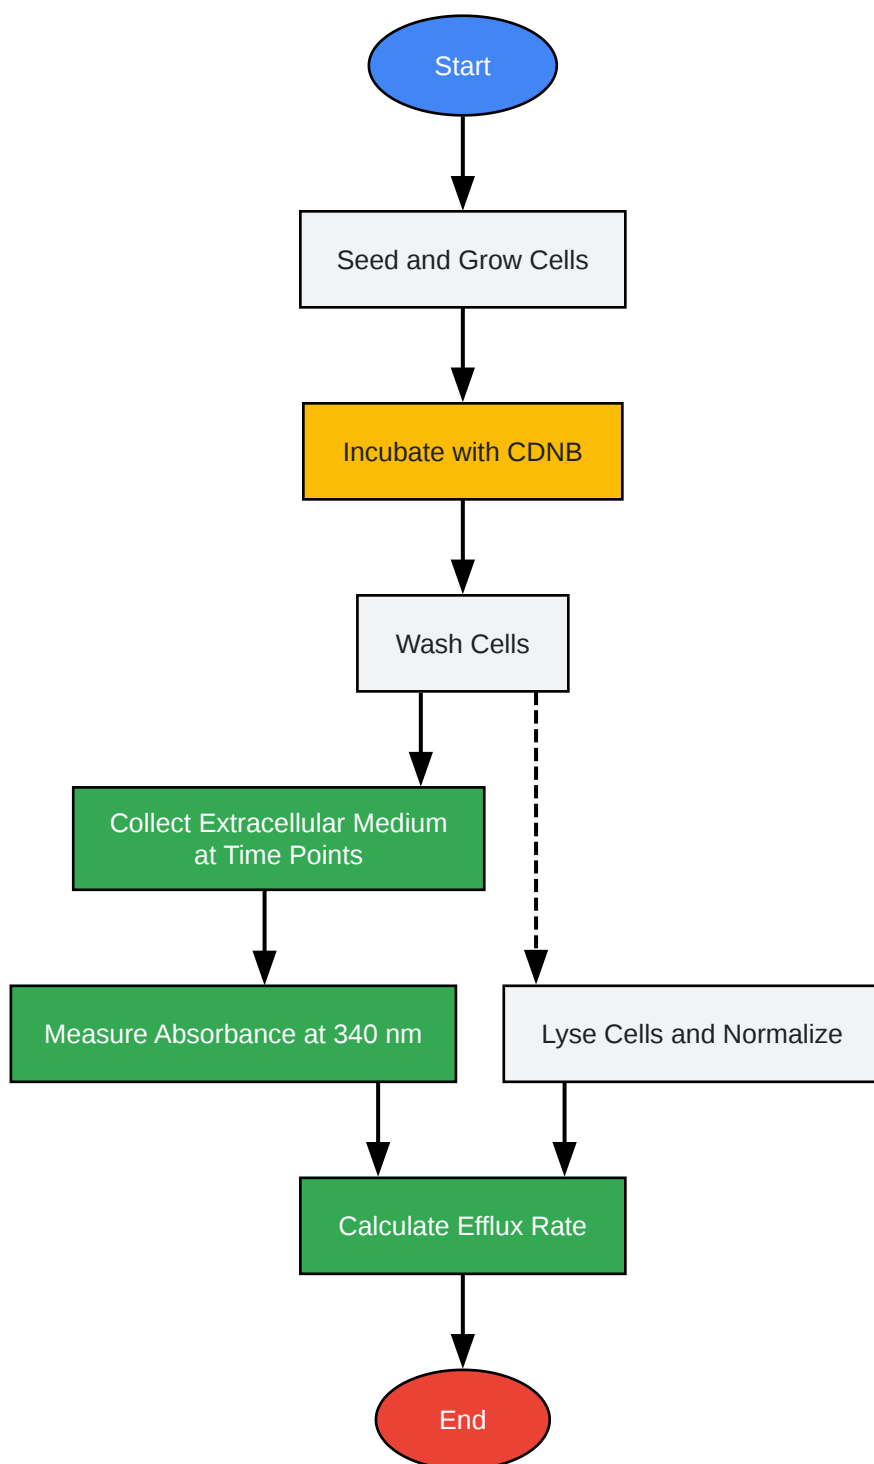 Start
Seed and Grow Cells
Incubate with CDNB
Wash Cells
Collect Extracellular Medium
at Time Points
Measure Absorbance at 340 nm
Lyse Cells and Normalize
Calculate Efflux Rate
End